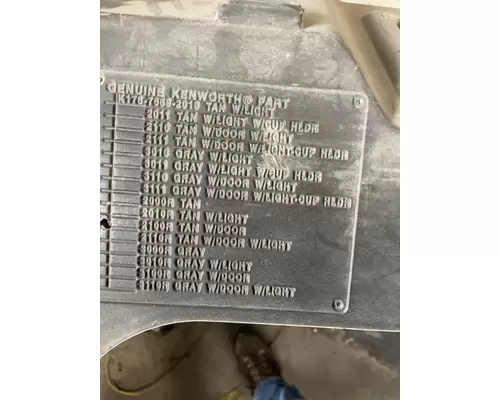 GENUINE KENWORTH® PART
K176-7969-2010 TAN W/LIGHT
2011 TAN W/LIGHT W/CUP HLDR
2110 TAN W/DOOR W/LIGHT
2111 TAN W/DOOR W/LIGHT-CUP HLDR
3010 GRAY W/LIGHT
3011 GRAY W/LIGHT W/CUP HLDR
3110 GRAY W/DOOR W/LIGHT
3111 GRAY W/DOOR W/LIGHT-CUP HLDR
2000R TAN
2010R TAN W/LIGHT
2100R TAN W/DOOR
2110R TAN W/DOOR W/LIGHT
3000R GRAY
3010R GRAY W/LIGHT
3100R GRAY W/DOOR
3110R GRAY W/DOOR W/LIGHT